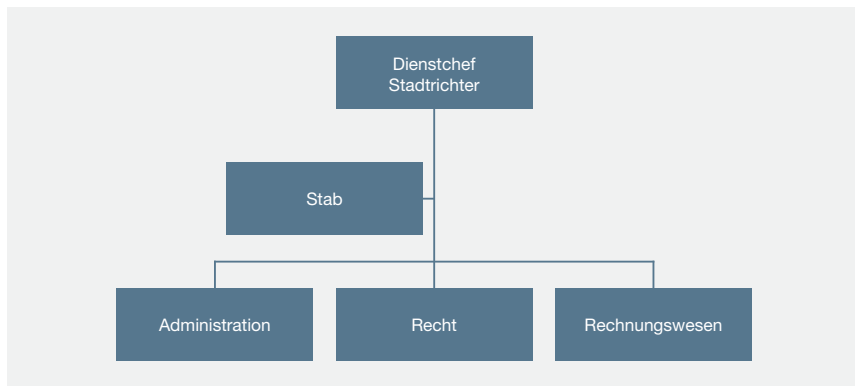 Dienstchef
Stadtrichter
Stab
Administration
Recht
Rechnungswesen